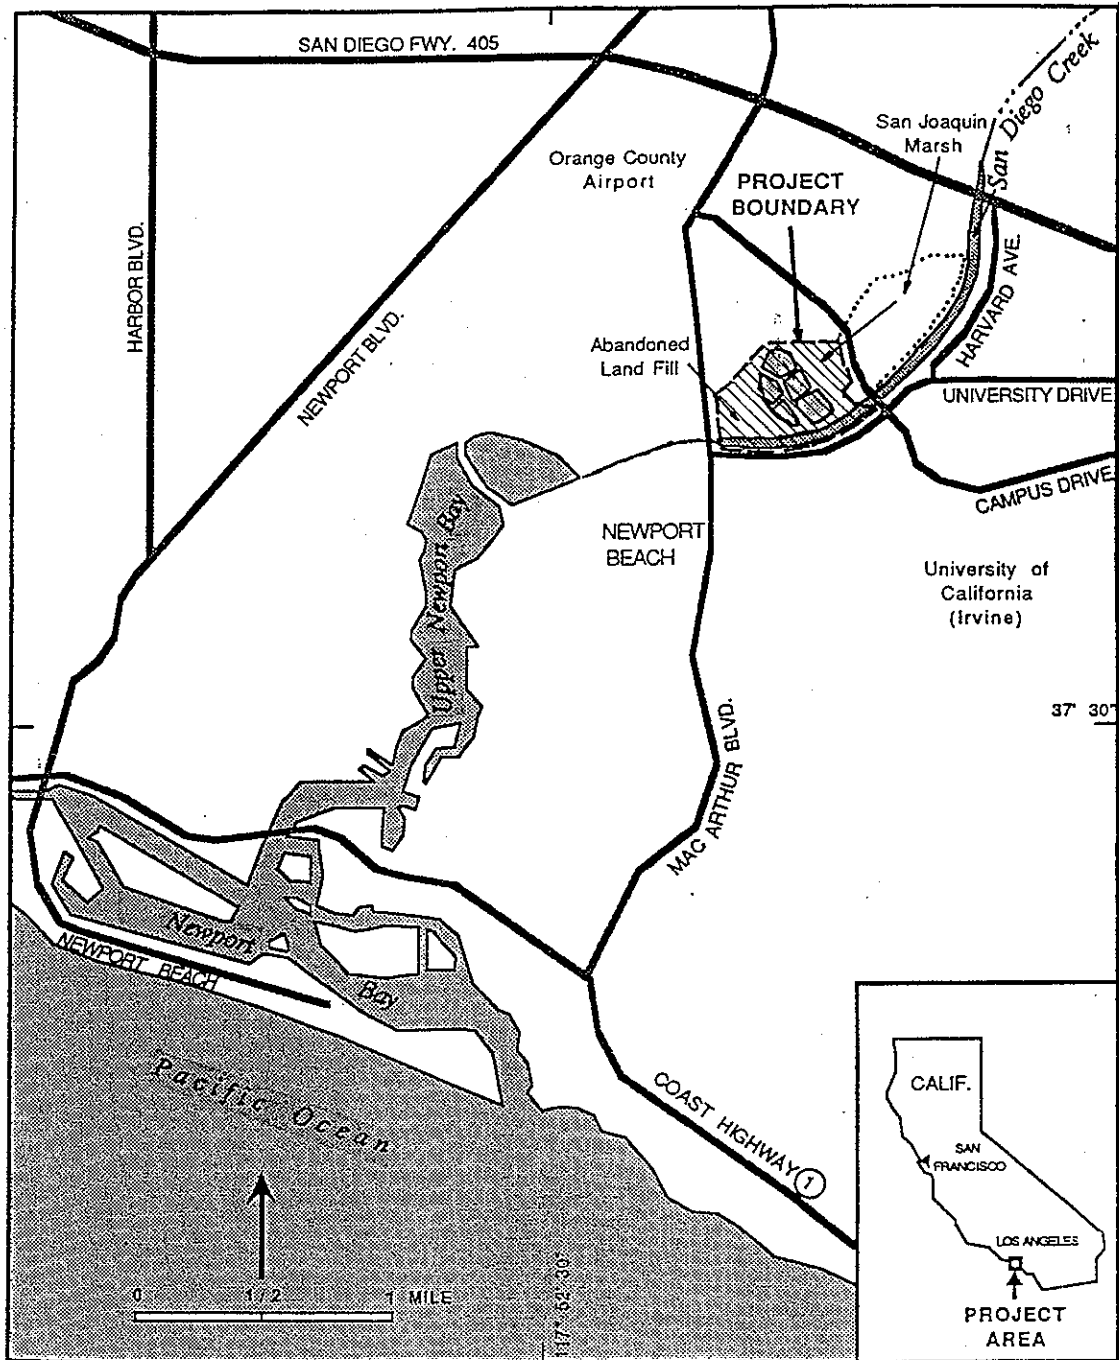 SAN DIEGO FWY. 405
San Diego Creek
San Joaquin
Marsh
Orange County
Airport
PROJECT
BOUNDARY
HARBOR BLVD.
NEWPORT BLVD.
HARVARD AVE.
Abandoned
Land Fill
UNIVERSITY DRIVE
CAMPUS DRIVE
Upper Newport Bay
NEWPORT
BEACH
University of
California
(Irvine)
37° 30'
MAC ARTHUR BLVD.
Newport
Bay
NEWPORT BEACH
Pacific Ocean
COAST HIGHWAY
1
CALIF.
SAN
FRANCISCO
LOS ANGELES
PROJECT
AREA
0 1/2 1 MILE
117° 52' 30"